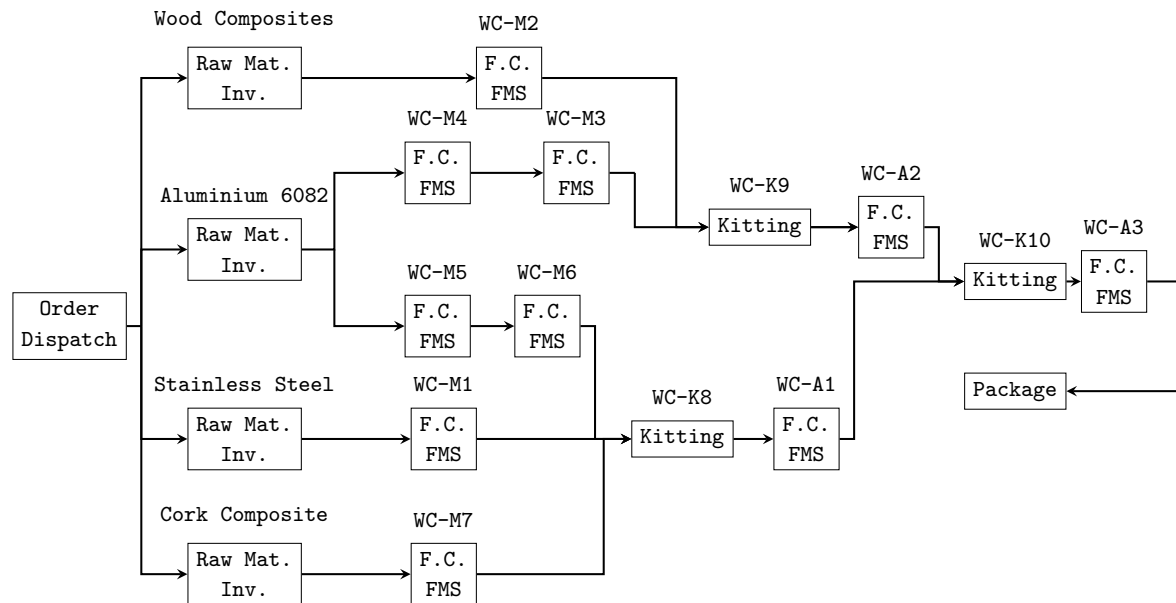 Wood Composites
WC-M2
Raw Mat.
Inv.
F.C.
FMS
WC-M4
WC-M3
F.C.
FMS
F.C.
FMS
Aluminium 6082
Raw Mat.
Inv.
WC-K9
Kitting
WC-A2
F.C.
FMS
WC-K10
Kitting
WC-A3
F.C.
FMS
WC-M5
WC-M6
F.C.
FMS
F.C.
FMS
Order
Dispatch
Stainless Steel
Raw Mat.
Inv.
WC-M1
F.C.
FMS
WC-K8
Kitting
WC-A1
F.C.
FMS
Package
Cork Composite
Raw Mat.
Inv.
WC-M7
F.C.
FMS